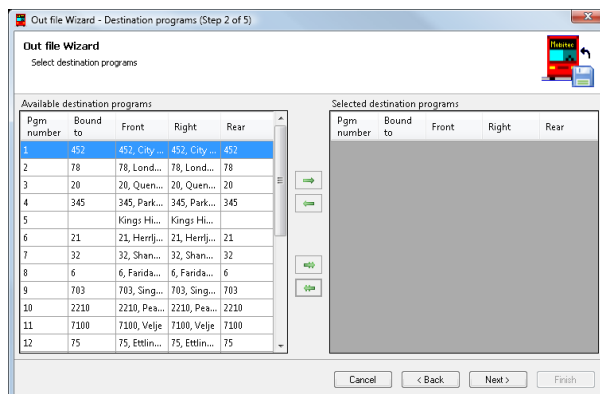 Out file Wizard - Destination programs (Step 2 of 5)
Out file Wizard
Select destination programs
Mobitec
Available destination programs
Pgm number Bound to Front Right Rear
1 452 452, City ... 452, City ... 452
2 78 78, Lond... 78, Lond... 78
3 20 20, Quen... 20, Quen... 20
4 345 345, Park... 345, Park... 345
5 Kings Hi... Kings Hi...
6 21 21, Herrlj... 21, Herrlj... 21
7 32 32, Shan... 32, Shan... 32
8 6 6, Farida... 6, Farida... 6
9 703 703, Sing... 703, Sing... 703
10 2210 2210, Pea... 2210, Pea... 2210
11 7100 7100, Velje 7100, Velje 7100
12 75 75, Ettlin... 75, Ettlin... 75
Selected destination programs
Pgm number Bound to Front Right Rear
Cancel < Back Next > Finish